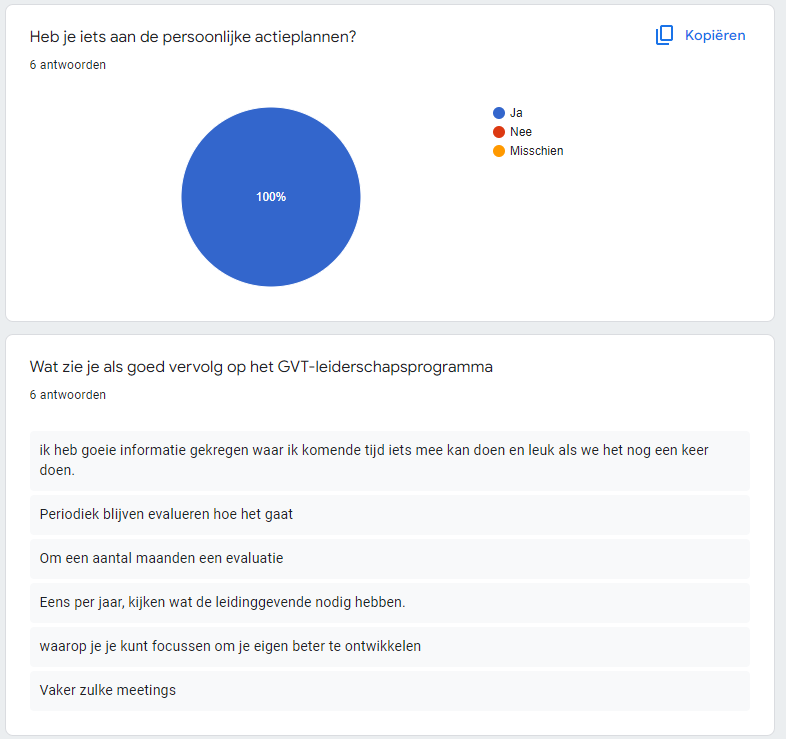 Heb je iets aan de persoonlijke actieplannen?
Kopiëren
6 antwoorden
100%
Ja
Nee
Misschien
Wat zie je als goed vervolg op het GVT-leiderschapsprogramma
6 antwoorden
ik heb goeie informatie gekregen waar ik komende tijd iets mee kan doen en leuk als we het nog een keer
doen.
Periodiek blijven evalueren hoe het gaat
Om een aantal maanden een evaluatie
Eens per jaar, kijken wat de leidinggevende nodig hebben.
waarop je je kunt focussen om je eigen beter te ontwikkelen
Vaker zulke meetings